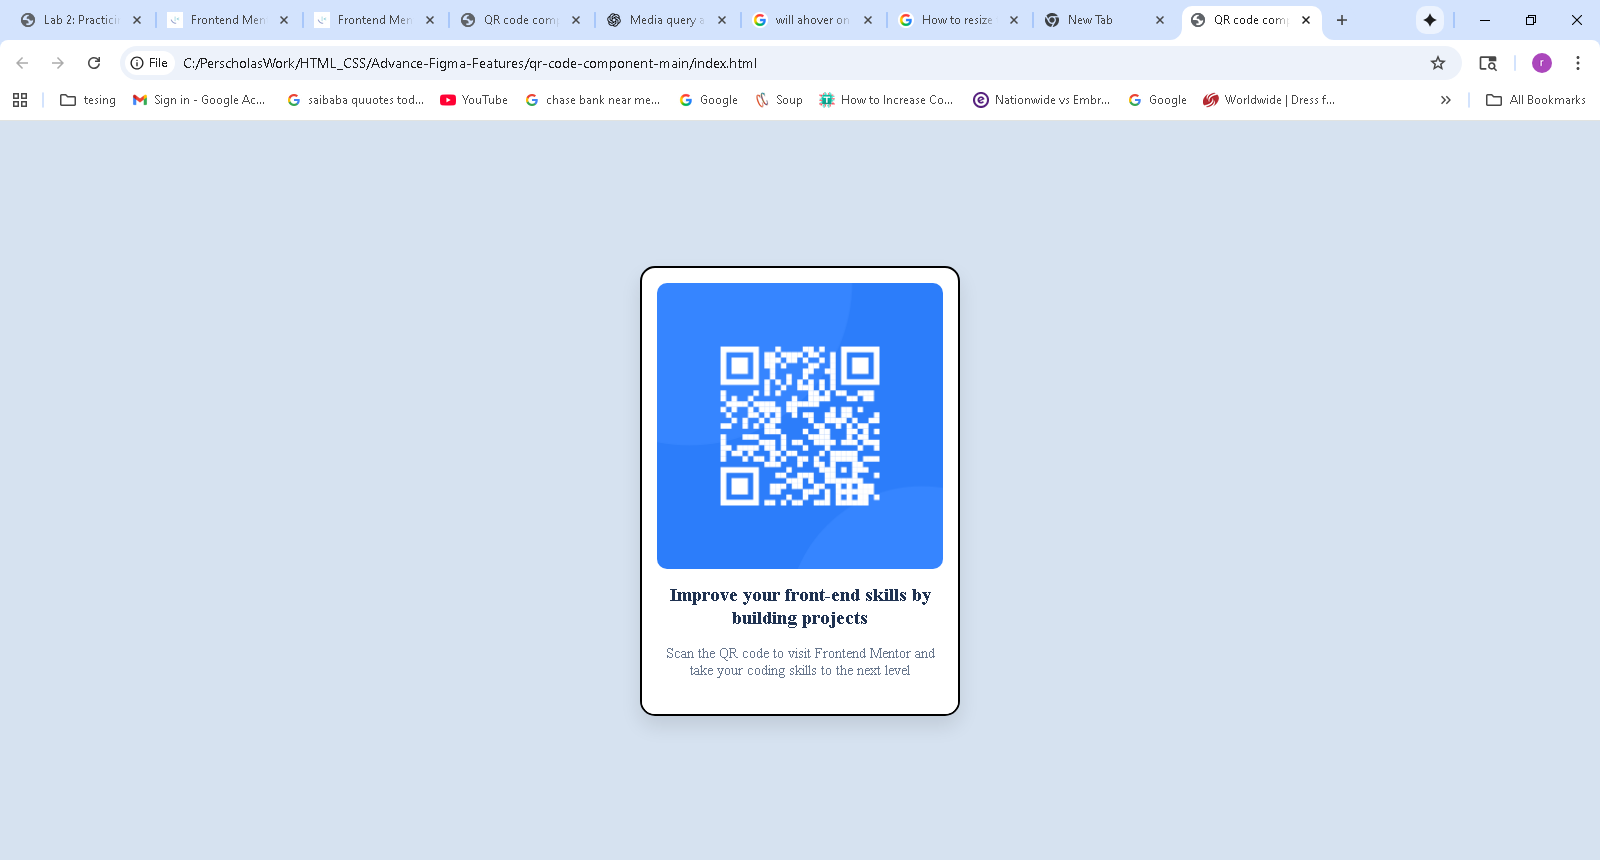 Lab 2: Practicin
Frontend Men
Frontend Men
QR code comp
Media query a
will ahover on
How to resize
New Tab
QR code comp
File
C:/PerscholasWork/HTML_CSS/Advance-Figma-Features/qr-code-component-main/index.html
r
tesing
Sign in - Google Ac...
saibaba quuotes tod...
YouTube
chase bank near me...
Google
Soup
How to Increase Co...
Nationwide vs Embr...
Google
Worldwide | Dress f...
All Bookmarks
Improve your front-end skills by
building projects
Scan the QR code to visit Frontend Mentor and
take your coding skills to the next level